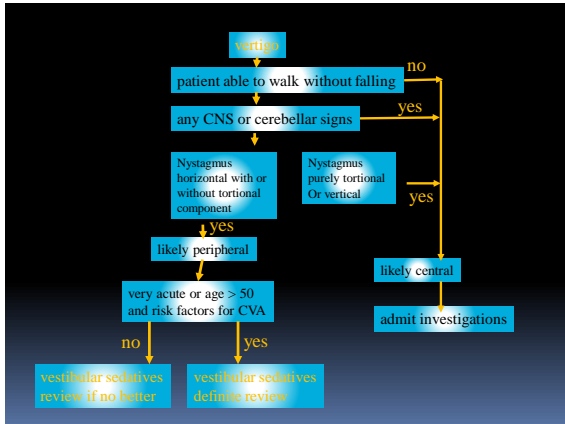 vertigo
no
patient able to walk without falling
yes
any CNS or cerebellar signs
Nystagmus
horizontal with or
without tortional
component
Nystagmus
purely tortional
Or vertical
yes
yes
likely peripheral
likely central
very acute or age > 50
and risk factors for CVA
admit investigations
no
yes
vestibular sedatives
review if no better
vestibular sedatives
definite review